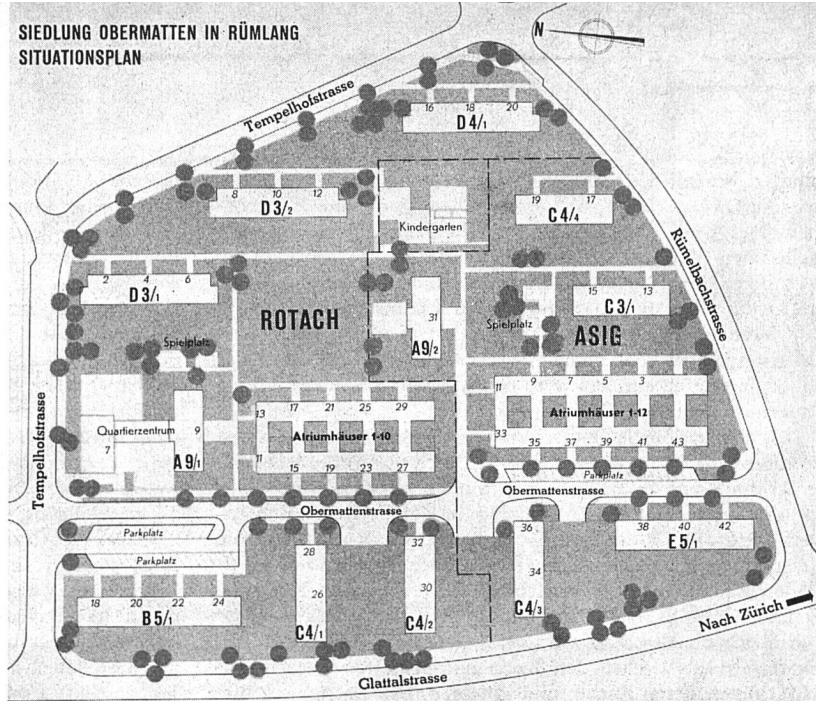 SIEDLUNG OBERMATTEN IN RÜMLANG
SITUATIONSPLAN
N
Tempelhofstrasse
16 18 20
D 4/1
8 10 12
D 3/2
Kindergarten
19 17
C 4/4
Rümelbachstrasse
2 4 6
D 3/1
ROTACH
31
A 9/2
15 13
C 3/1
Spielplatz
ASIG
Spielplatz
Tempelhofstrasse
Quartierzentrum
7
9
A 9/1
13 17 21 25 29
Atriumhäuser 1-10
11 15 19 23 27
11 9 7 5 3
Atriumhäuser 1-12
33 35 37 39 41 43
Parkplatz
Obermattenstrasse
Obermattenstrasse
Parkplatz
Parkplatz
18 20 22 24
B 5/1
28
26
C 4/1
32
30
C 4/2
36
34
C 4/3
38 40 42
E 5/1
Nach Zürich
Glattalstrasse